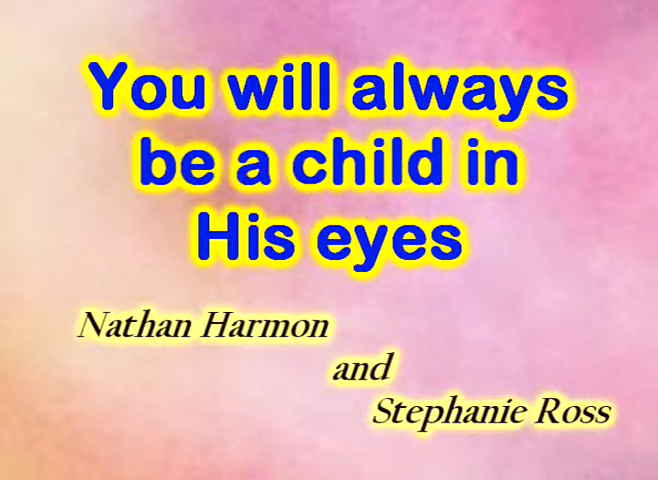 You will always
be a child in
His eyes
Nathan Harmon
and
Stephanie Ross